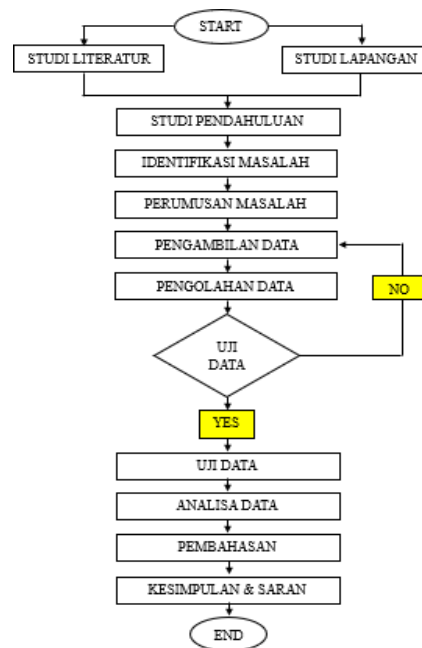 START
STUDI LITERATUR
STUDI LAPANGAN
STUDI PENDAHULUAN
IDENTIFIKASI MASALAH
PERUMUSAN MASALAH
PENGAMBILAN DATA
PENGOLAHAN DATA
NO
UJI
DATA
YES
UJI DATA
ANALISA DATA
PEMBAHASAN
KESIMPULAN & SARAN
END